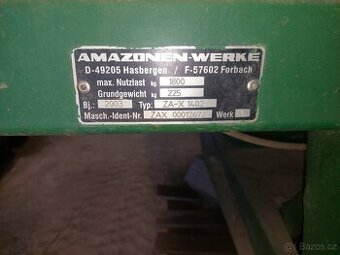 AMAZONEN-WERKE
D-49205 Hasbergen / F-57602 Forbach
max. Nutzlast kg 1800
Grundgewicht kg 225
Bj.: 2003 Typ: ZA-X 1402
Masch.-Ident-Nr. ZAX Werk
Bazos.cz